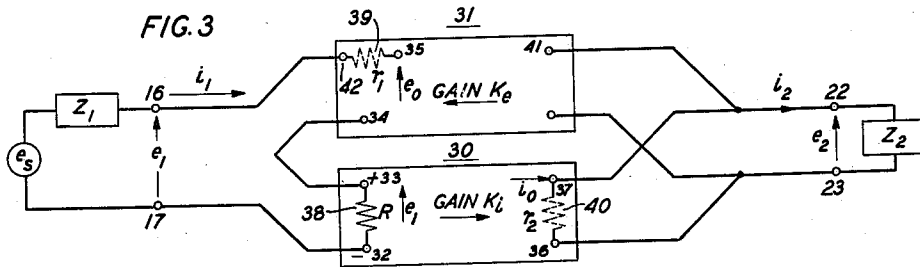 FIG. 3
39
31
35
41
42
r₁
e₀
GAIN Kₑ
34
Z₁
16
i₁
eₛ
e₁
17
i₂
22
e₂
Z₂
23
30
+33
38
R
e₁
GAIN Kᵢ
i₀
37
40
r₂
- 32
36